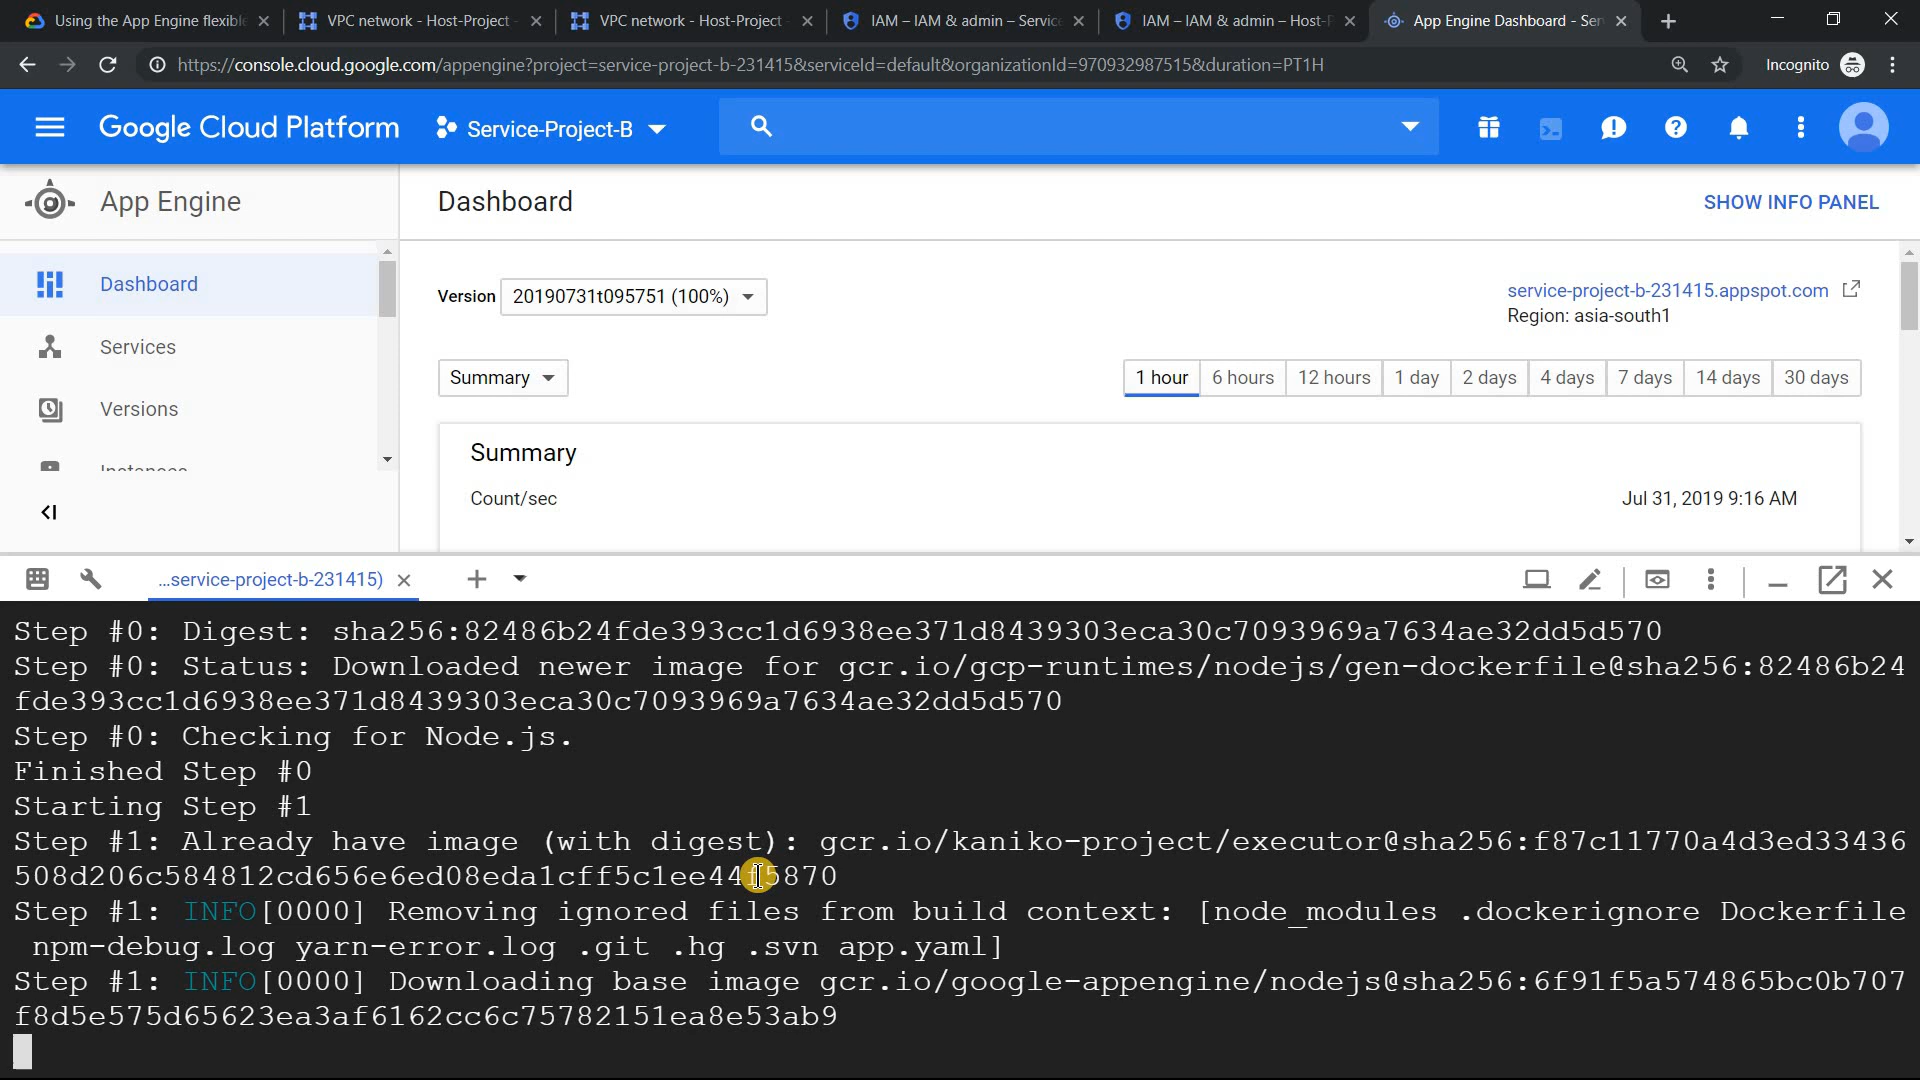 Using the App Engine flexibl
VPC network - Host-Project -
VPC network - Host-Project -
IAM – IAM & admin – Service
IAM – IAM & admin – Host-P
App Engine Dashboard - Ser
https://console.cloud.google.com/appengine?project=service-project-b-231415&serviceId=default&organizationId=970932987515&duration=PT1H
Incognito
Google Cloud Platform
Service-Project-B
App Engine
Dashboard
SHOW INFO PANEL
Dashboard
Services
Versions
Instances
Version
20190731t095751 (100%)
service-project-b-231415.appspot.com
Region: asia-south1
Summary
1 hour
6 hours
12 hours
1 day
2 days
4 days
7 days
14 days
30 days
Summary
Count/sec
Jul 31, 2019 9:16 AM
...service-project-b-231415)
Step #0: Digest: sha256:82486b24fde393cc1d6938ee371d8439303eca30c7093969a7634ae32dd5d570
Step #0: Status: Downloaded newer image for gcr.io/gcp-runtimes/nodejs/gen-dockerfile@sha256:82486b24
fde393cc1d6938ee371d8439303eca30c7093969a7634ae32dd5d570
Step #0: Checking for Node.js.
Finished Step #0
Starting Step #1
Step #1: Already have image (with digest): gcr.io/kaniko-project/executor@sha256:f87c11770a4d3ed33436
508d206c584812cd656e6ed08eda1cff5c1ee44f5870
Step #1: INFO[0000] Removing ignored files from build context: [node_modules .dockerignore Dockerfile
npm-debug.log yarn-error.log .git .hg .svn app.yaml]
Step #1: INFO[0000] Downloading base image gcr.io/google-appengine/nodejs@sha256:6f91f5a574865bc0b707
f8d5e575d65623ea3af6162cc6c75782151ea8e53ab9